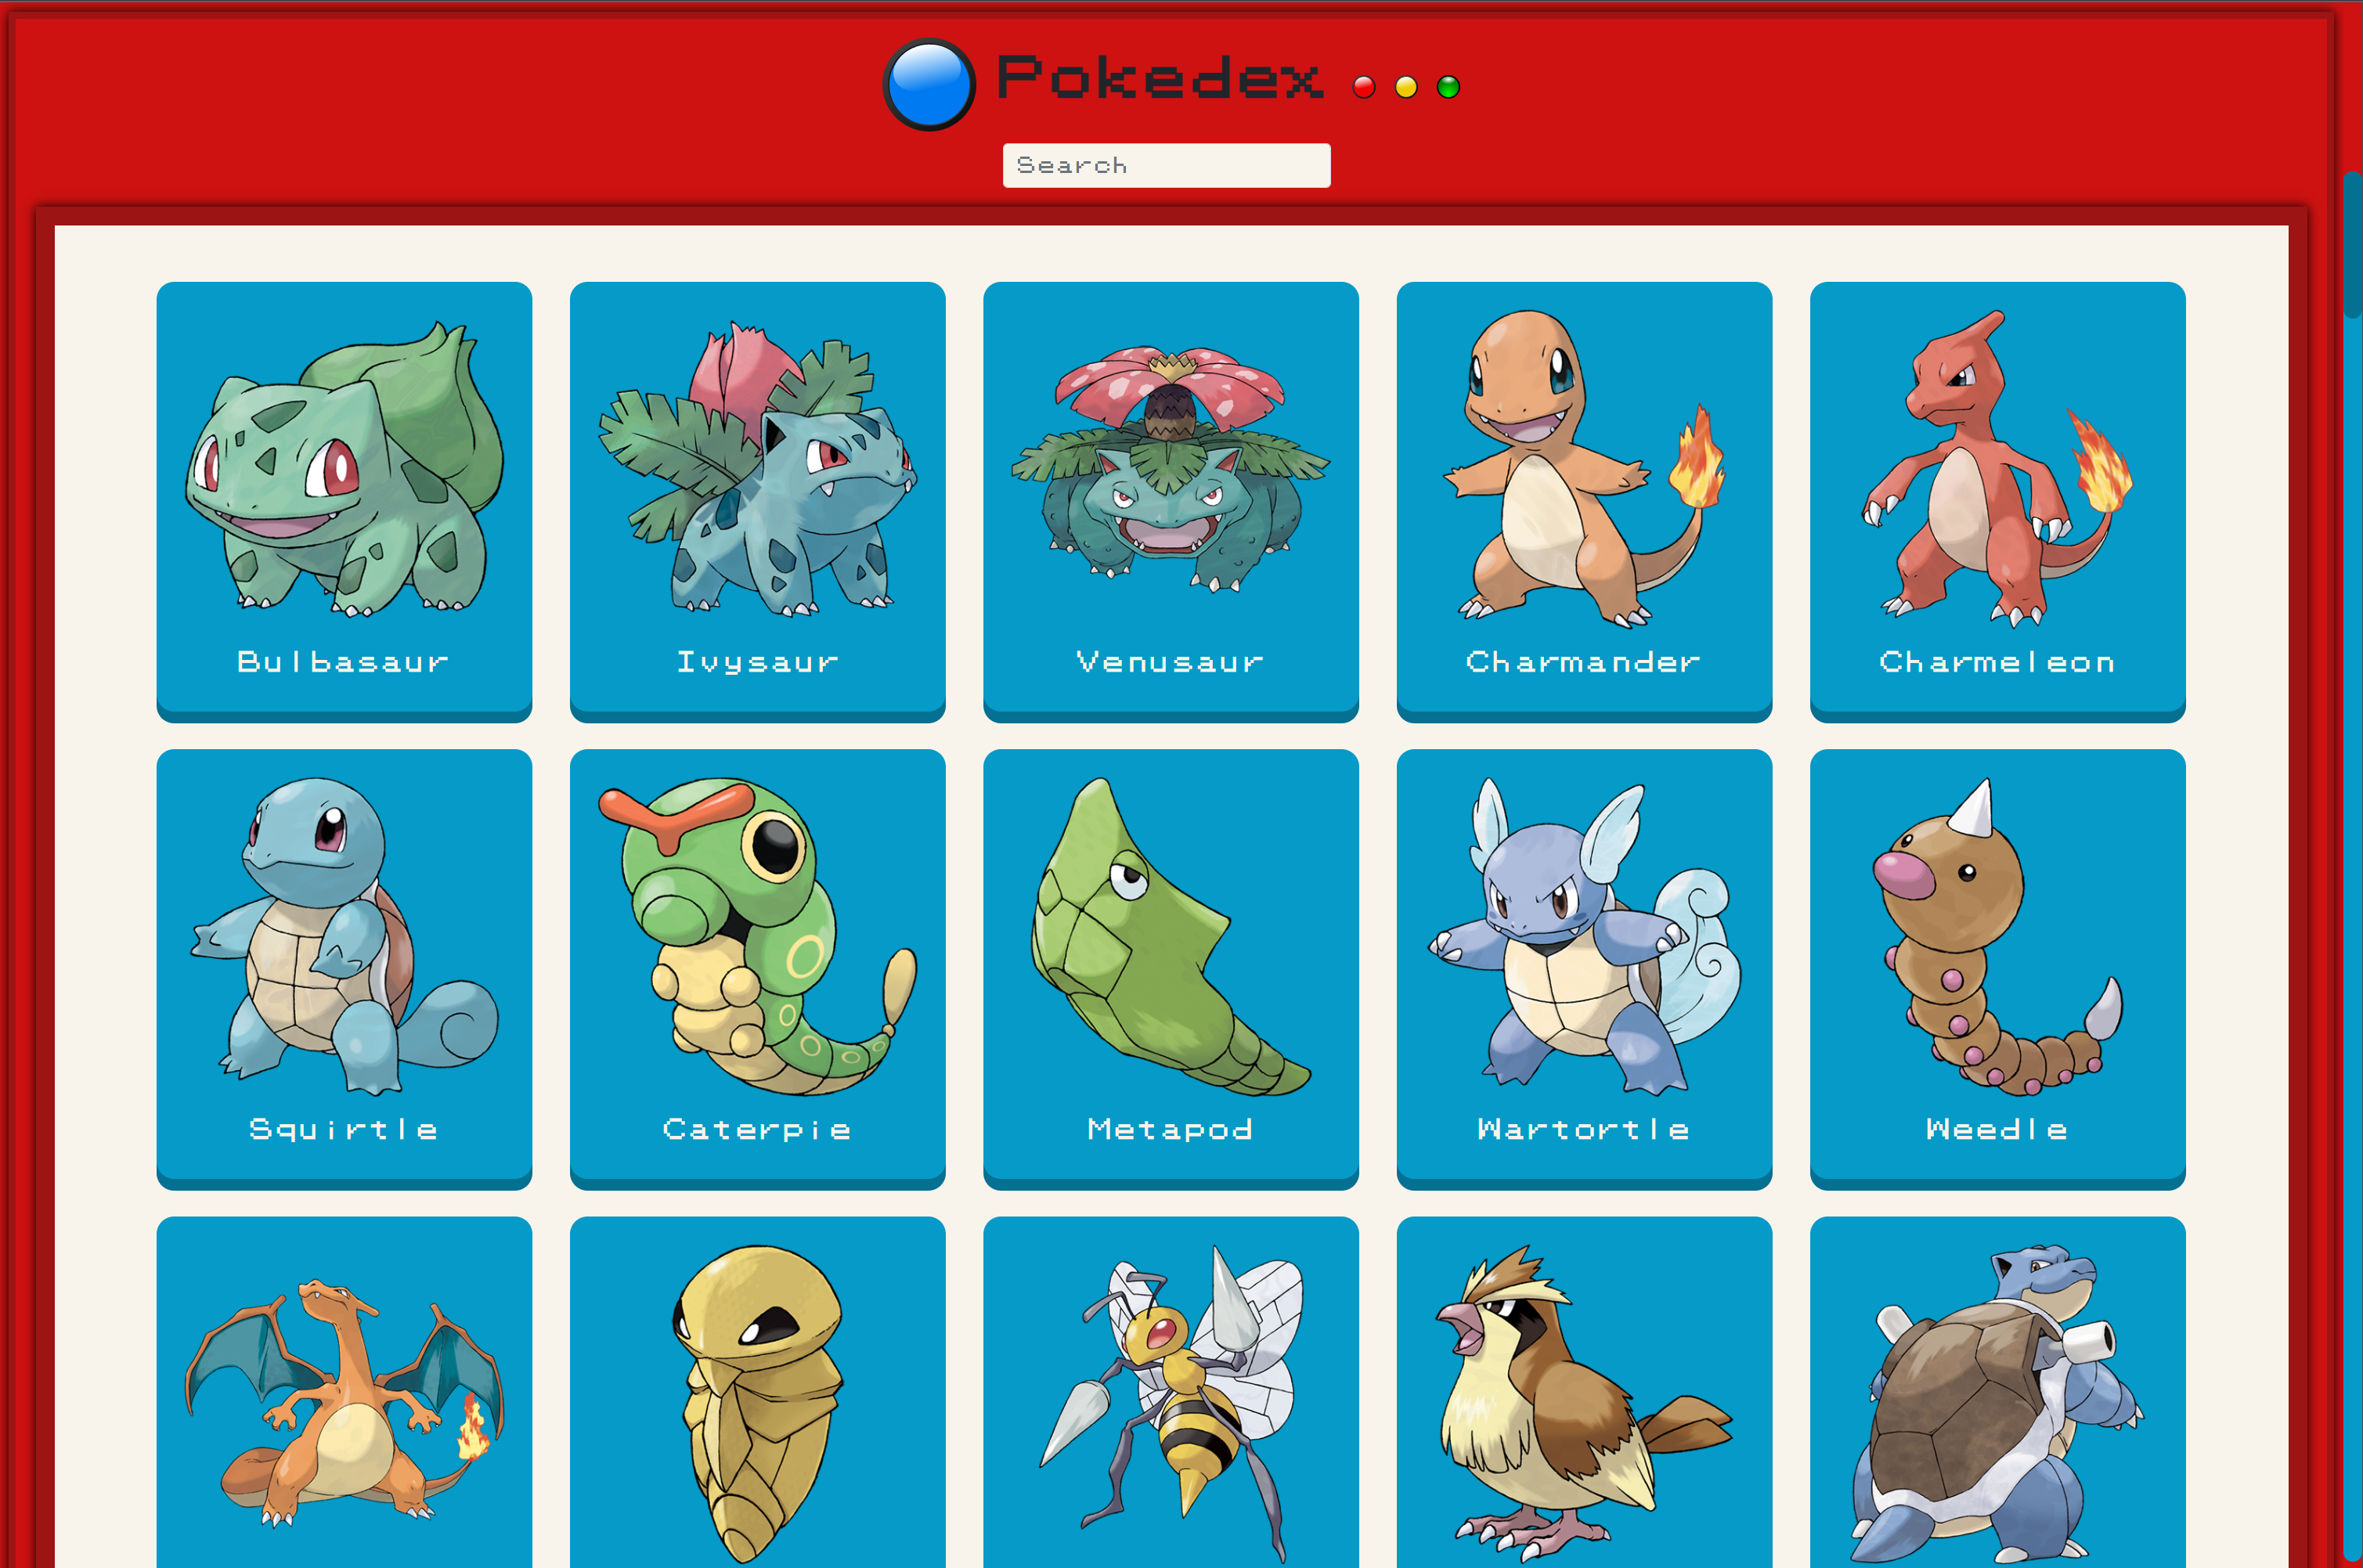 Pokedex
Search
Bulbasaur
Ivysaur
Venusaur
Charmander
Charmeleon
Squirtle
Caterpie
Metapod
Wartortle
Weedle